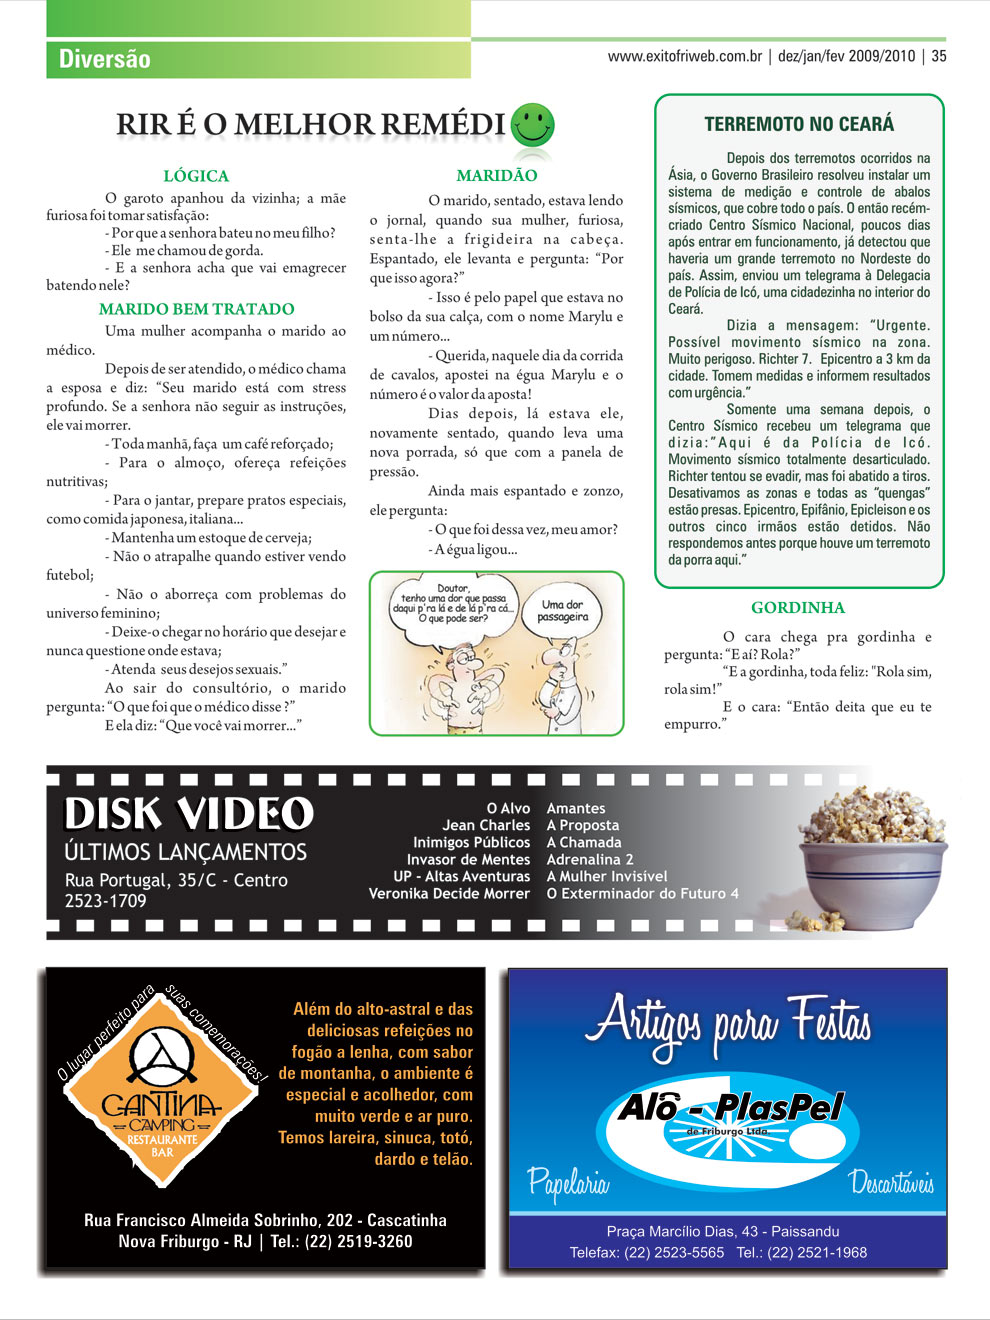 Diversão
www.exitofriweb.com.br | dez/jan/fev 2009/2010 | 35
RIR É O MELHOR REMÉDI
LÓGICA
O garoto apanhou da vizinha; a mãe
furiosa foi tomar satisfação:
- Por que a senhora bateu no meu filho?
- Ele me chamou de gorda.
- E a senhora acha que vai emagrecer
batendo nele?
MARIDO BEM TRATADO
Uma mulher acompanha o marido ao
médico.
Depois de ser atendido, o médico chama
a esposa e diz: “Seu marido está com stress
profundo. Se a senhora não seguir as instruções,
ele vai morrer.
- Toda manhã, faça um café reforçado;
- Para o almoço, ofereça refeições
nutritivas;
- Para o jantar, prepare pratos especiais,
como comida japonesa, italiana...
- Mantenha um estoque de cerveja;
- Não o atrapalhe quando estiver vendo
futebol;
- Não o aborreça com problemas do
universo feminino;
- Deixe-o chegar no horário que desejar e
nunca questione onde estava;
- Atenda seus desejos sexuais.”
Ao sair do consultório, o marido
pergunta: “O que foi que o médico disse ?”
E ela diz: “Que você vai morrer...”
MARIDÃO
O marido, sentado, estava lendo
o jornal, quando sua mulher, furiosa,
senta-lhe a frigideira na cabeça.
Espantado, ele levanta e pergunta: “Por
que isso agora?”
- Isso é pelo papel que estava no
bolso da sua calça, com o nome Marylu e
um número...
- Querida, naquele dia da corrida
de cavalos, apostei na égua Marylu e o
número é o valor da aposta!
Dias depois, lá estava ele,
novamente sentado, quando leva uma
nova porrada, só que com a panela de
pressão.
Ainda mais espantado e zonzo,
ele pergunta:
- O que foi dessa vez, meu amor?
- A égua ligou...
Doutor,
tenho uma dor que passa
daqui p'ra lá e de lá p'ra cá...
O que pode ser?
Uma dor
passageira
TERREMOTO NO CEARÁ
Depois dos terremotos ocorridos na
Ásia, o Governo Brasileiro resolveu instalar um
sistema de medição e controle de abalos
sísmicos, que cobre todo o país. O então recém-
criado Centro Sísmico Nacional, poucos dias
após entrar em funcionamento, já detectou que
haveria um grande terremoto no Nordeste do
país. Assim, enviou um telegrama à Delegacia
de Polícia de Icó, uma cidadezinha no interior do
Ceará.
Dizia a mensagem: “Urgente.
Possível movimento sísmico na zona.
Muito perigoso. Richter 7. Epicentro a 3 km da
cidade. Tomem medidas e informem resultados
com urgência.”
Somente uma semana depois, o
Centro Sísmico recebeu um telegrama que
dizia:”Aqui é da Polícia de Icó.
Movimento sísmico totalmente desarticulado.
Richter tentou se evadir, mas foi abatido a tiros.
Desativamos as zonas e todas as “quengas”
estão presas. Epicentro, Epifânio, Epicleison e os
outros cinco irmãos estão detidos. Não
respondemos antes porque houve um terremoto
da porra aqui.”
GORDINHA
O cara chega pra gordinha e
pergunta: “E aí? Rola?”
“E a gordinha, toda feliz: "Rola sim,
rola sim!”
E o cara: “Então deita que eu te
empurro.”
DISK VIDEO
ÚLTIMOS LANÇAMENTOS
Rua Portugal, 35/C - Centro
2523-1709
O Alvo
Jean Charles
Inimigos Públicos
Invasor de Mentes
UP - Altas Aventuras
Veronika Decide Morrer
Amantes
A Proposta
A Chamada
Adrenalina 2
A Mulher Invisível
O Exterminador do Futuro 4
O lugar perfeito para
suas comemorações!
CANTINA
CAMPING
RESTAURANTE
BAR
Além do alto-astral e das
deliciosas refeições no
fogão a lenha, com sabor
de montanha, o ambiente é
especial e acolhedor, com
muito verde e ar puro.
Temos lareira, sinuca, totó,
dardo e telão.
Rua Francisco Almeida Sobrinho, 202 - Cascatinha
Nova Friburgo - RJ | Tel.: (22) 2519-3260
Artigos para Festas
Alô - PlasPel
de Friburgo Ltda.
Papelaria
Descartáveis
Praça Marcílio Dias, 43 - Paissandu
Telefax: (22) 2523-5565 Tel.: (22) 2521-1968